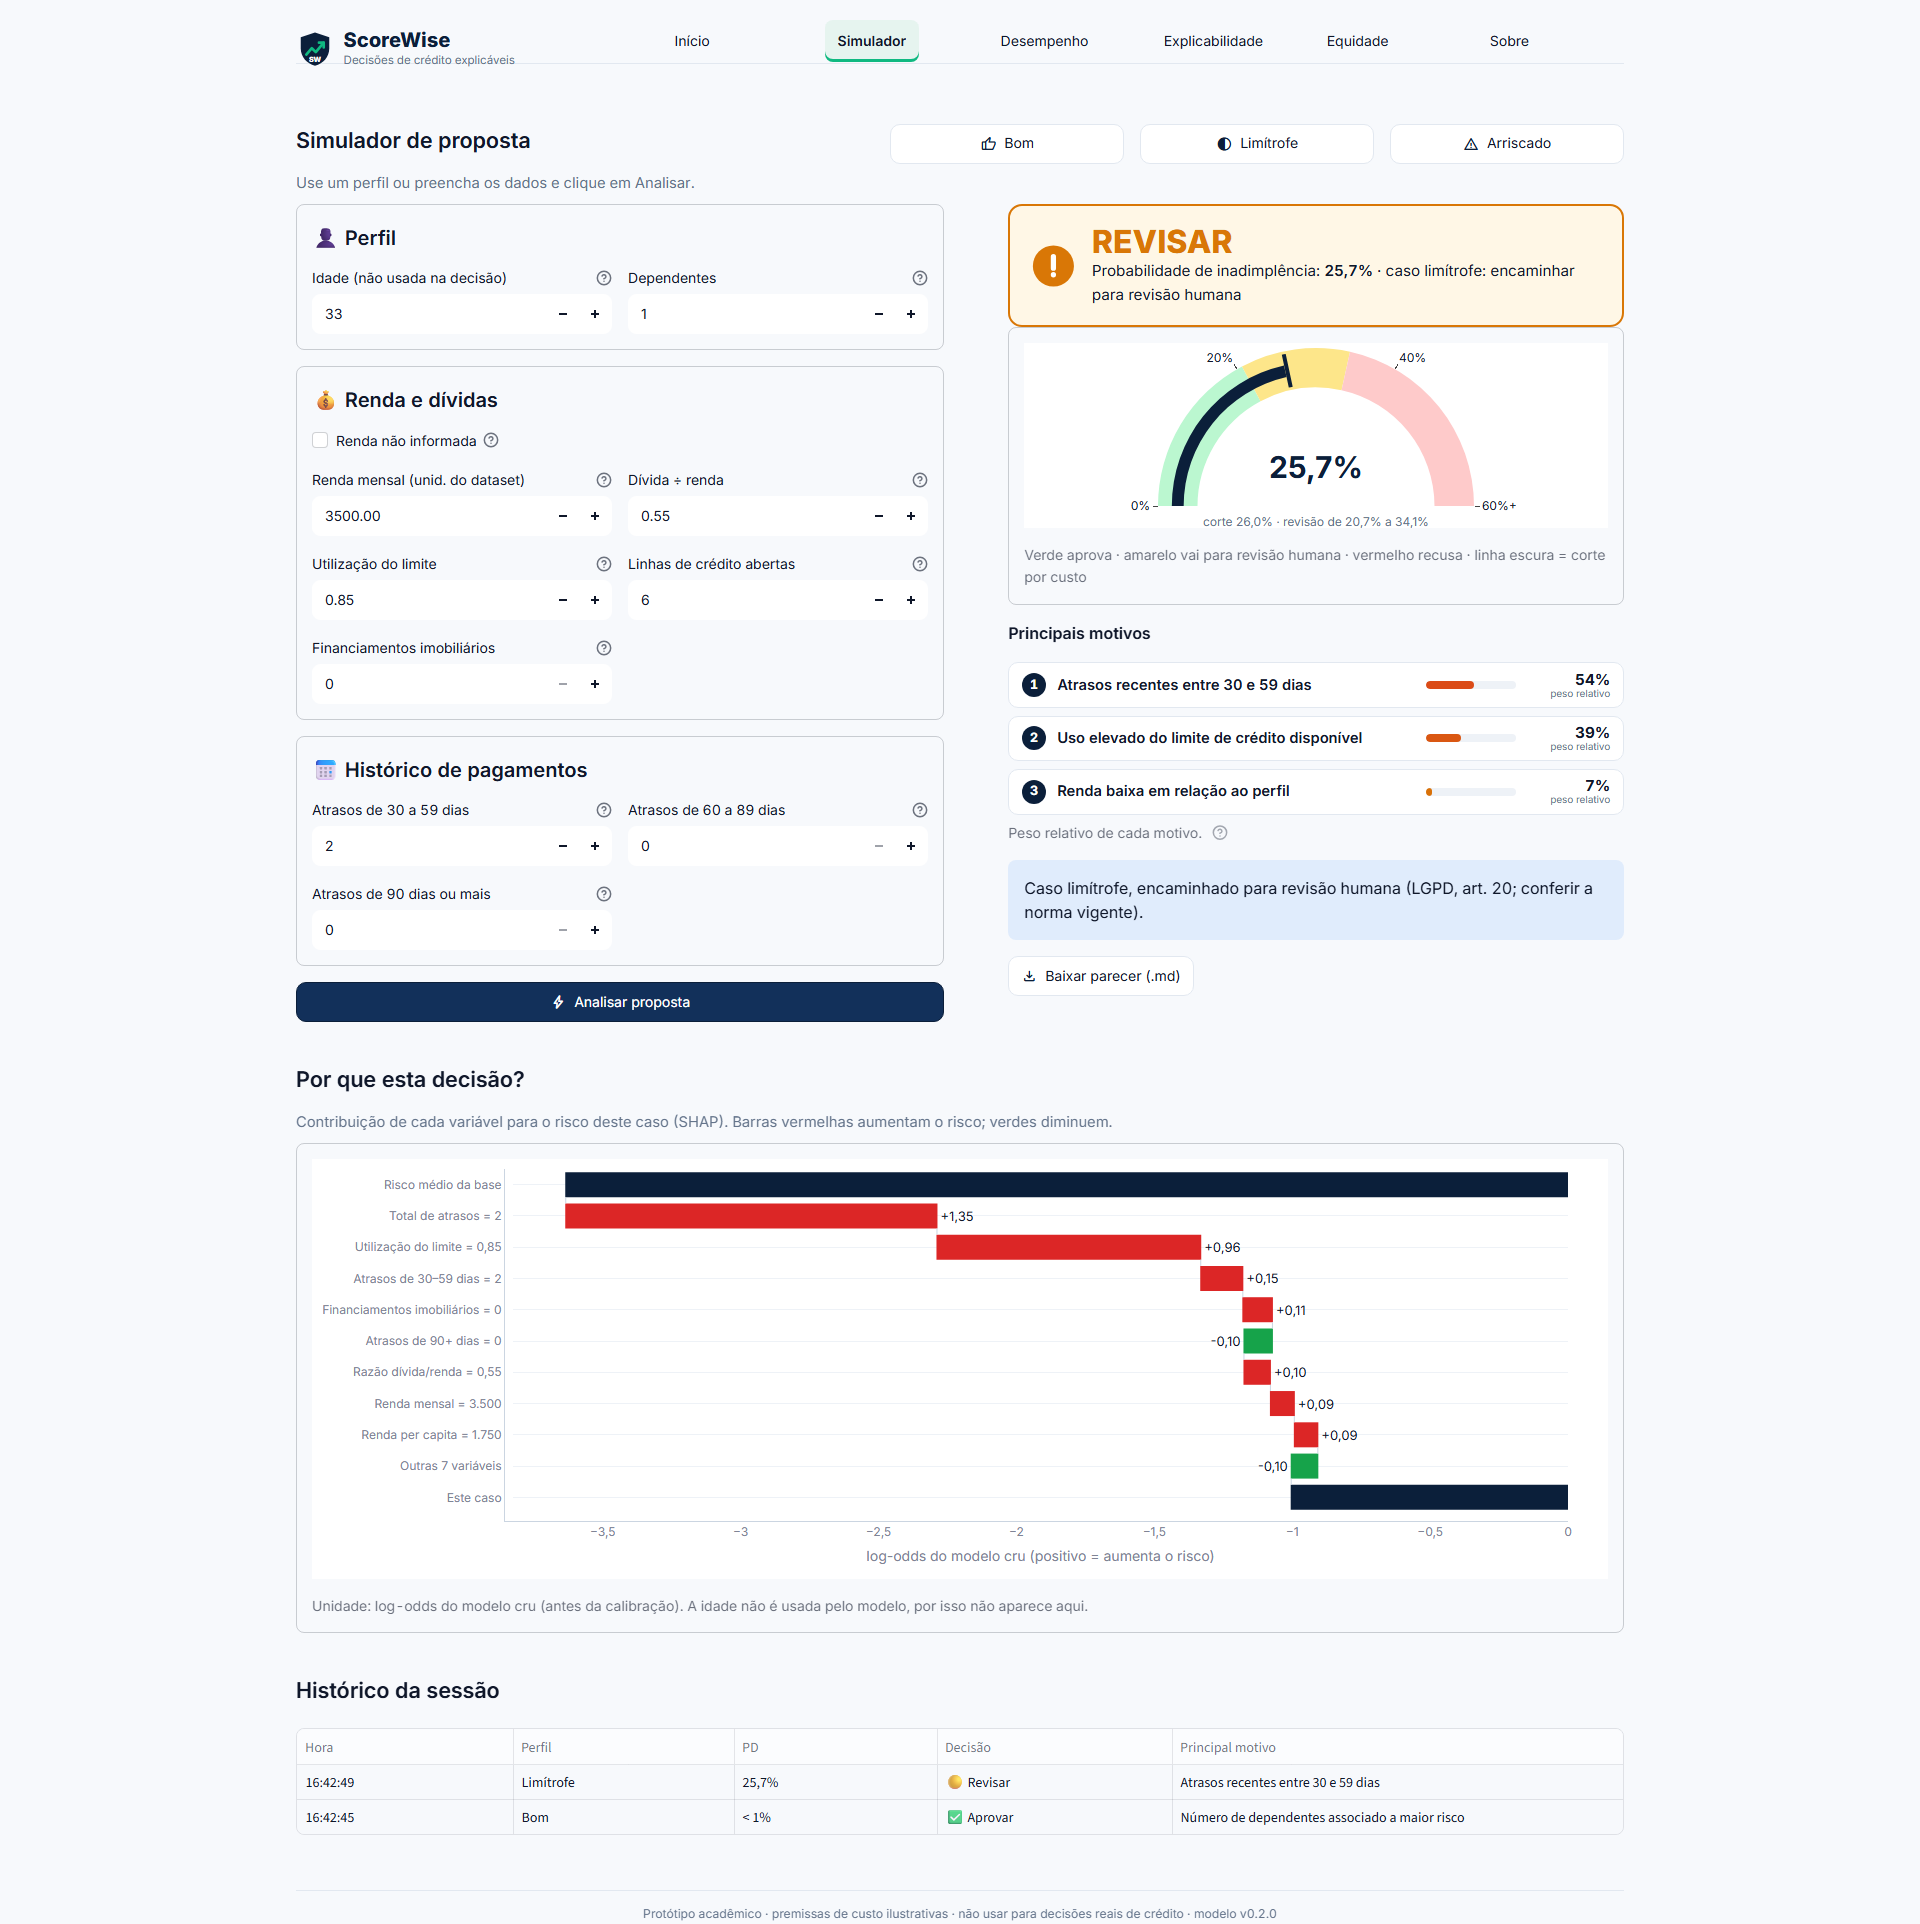 ScoreWise
Decisões de crédito explicáveis
SW
Início
Simulador
Desempenho
Explicabilidade
Equidade
Sobre
Simulador de proposta
Bom
Limítrofe
Arriscado
Use um perfil ou preencha os dados e clique em Analisar.
Perfil
Idade (não usada na decisão)
Dependentes
33
1
Renda e dívidas
Renda não informada
Renda mensal (unid. do dataset)
Dívida ÷ renda
3500.00
0.55
Utilização do limite
Linhas de crédito abertas
0.85
6
Financiamentos imobiliários
0
Histórico de pagamentos
Atrasos de 30 a 59 dias
Atrasos de 60 a 89 dias
2
0
Atrasos de 90 dias ou mais
0
Analisar proposta
REVISAR
Probabilidade de inadimplência: 25,7% · caso limítrofe: encaminhar
para revisão humana
20%
40%
25,7%
0%
60%+
corte 26,0% · revisão de 20,7% a 34,1%
Verde aprova · amarelo vai para revisão humana · vermelho recusa · linha escura = corte
por custo
Principais motivos
1 Atrasos recentes entre 30 e 59 dias 54%
peso relativo
2 Uso elevado do limite de crédito disponível 39%
peso relativo
3 Renda baixa em relação ao perfil 7%
peso relativo
Peso relativo de cada motivo.
Caso limítrofe, encaminhado para revisão humana (LGPD, art. 20; conferir a
norma vigente).
Baixar parecer (.md)
Por que esta decisão?
Contribuição de cada variável para o risco deste caso (SHAP). Barras vermelhas aumentam o risco; verdes diminuem.
Risco médio da base
Total de atrasos = 2 +1,35
Utilização do limite = 0,85 +0,96
Atrasos de 30–59 dias = 2 +0,15
Financiamentos imobiliários = 0 +0,11
Atrasos de 90+ dias = 0 -0,10
Razão dívida/renda = 0,55 +0,10
Renda mensal = 3.500 +0,09
Renda per capita = 1.750 +0,09
Outras 7 variáveis -0,10
Este caso
−3,5 −3 −2,5 −2 −1,5 −1 −0,5 0
log-odds do modelo cru (positivo = aumenta o risco)
Unidade: log-odds do modelo cru (antes da calibração). A idade não é usada pelo modelo, por isso não aparece aqui.
Histórico da sessão
Hora Perfil PD Decisão Principal motivo
16:42:49 Limítrofe 25,7% Revisar Atrasos recentes entre 30 e 59 dias
16:42:45 Bom < 1% Aprovar Número de dependentes associado a maior risco
Protótipo acadêmico · premissas de custo ilustrativas · não usar para decisões reais de crédito · modelo v0.2.0